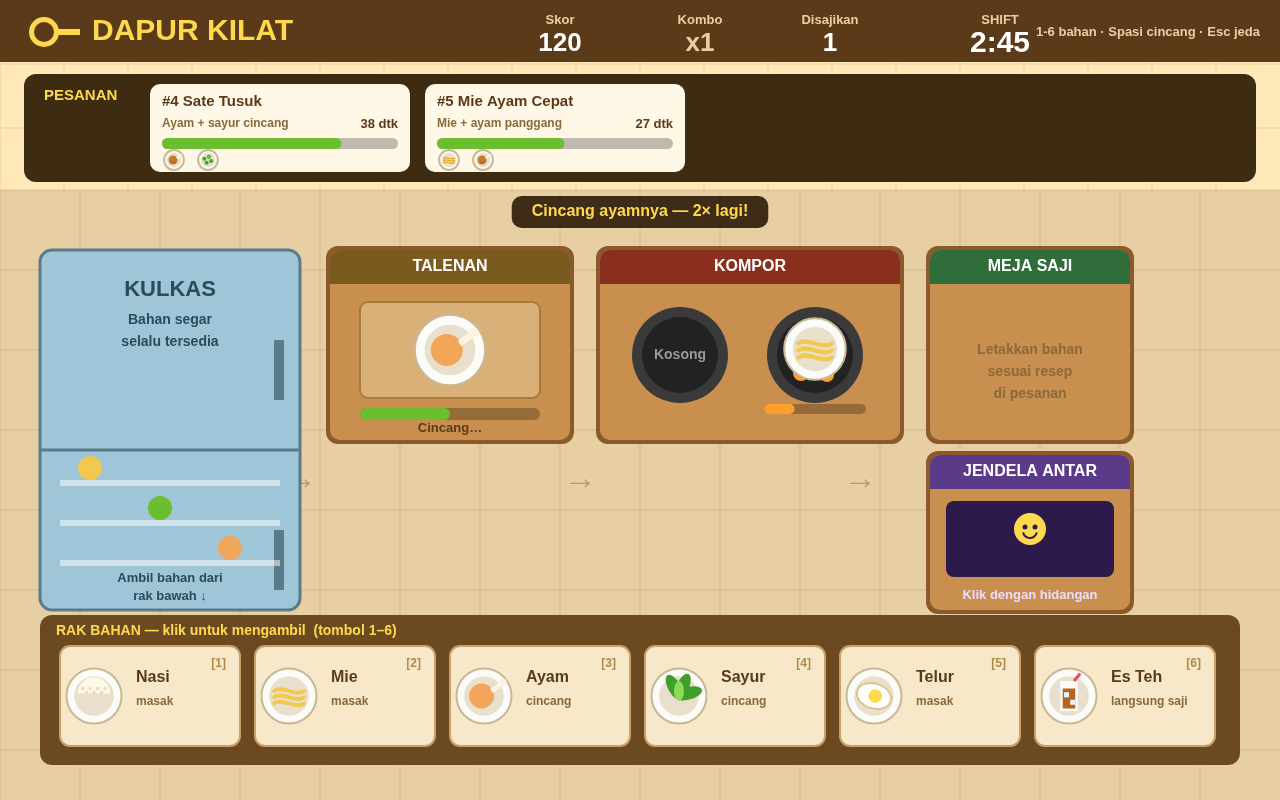 DAPUR KILAT
Skor
120
Kombo
x1
Disajikan
1
SHIFT
2:45
1-6 bahan · Spasi cincang · Esc jeda
PESANAN
#4 Sate Tusuk
Ayam + sayur cincang
38 dtk
#5 Mie Ayam Cepat
Mie + ayam panggang
27 dtk
Cincang ayamnya — 2× lagi!
KULKAS
Bahan segar
selalu tersedia
Ambil bahan dari
rak bawah ↓
TALENAN
Cincang…
KOMPOR
Kosong
MEJA SAJI
Letakkan bahan
sesuai resep
di pesanan
→
→
→
JENDELA ANTAR
Klik dengan hidangan
RAK BAHAN — klik untuk mengambil (tombol 1–6)
[1]
Nasi
masak
[2]
Mie
masak
[3]
Ayam
cincang
[4]
Sayur
cincang
[5]
Telur
masak
[6]
Es Teh
langsung saji